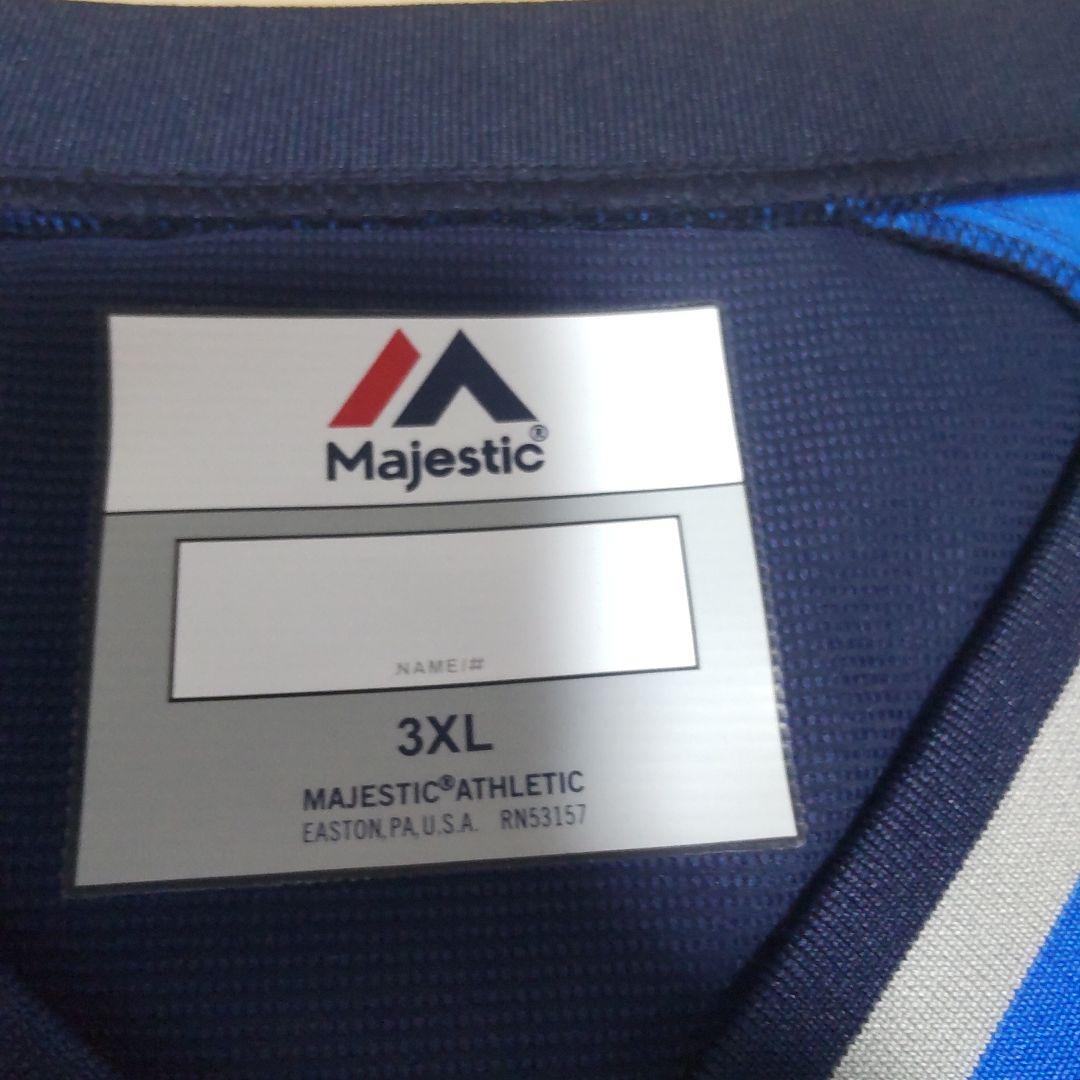 Majestic®
NAME/#
3XL
MAJESTIC®ATHLETIC
EASTON, PA, U.S.A. RN53157